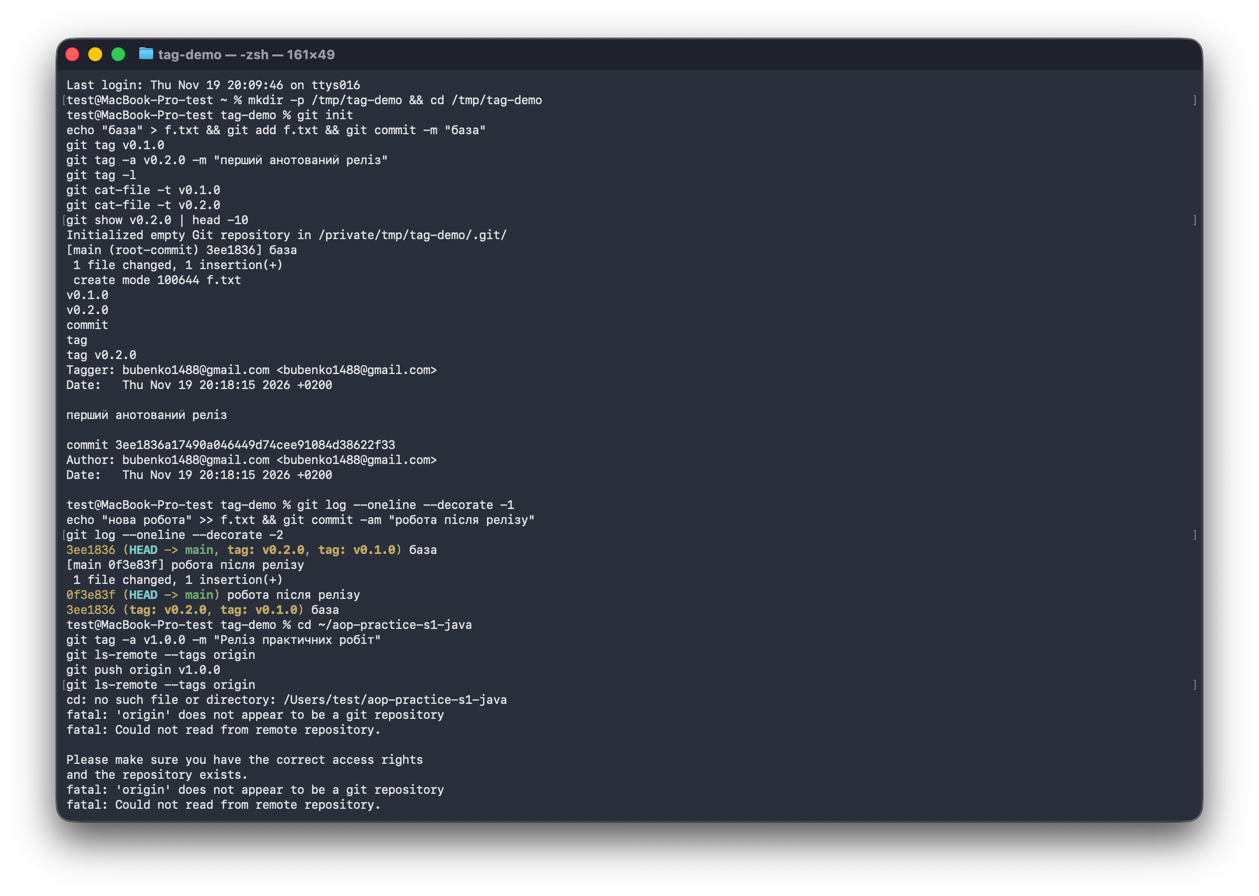 tag-demo — -zsh — 161×49
Last login: Thu Nov 19 20:09:46 on ttys016
[test@MacBook-Pro-test ~ % mkdir -p /tmp/tag-demo && cd /tmp/tag-demo ]
test@MacBook-Pro-test tag-demo % git init
echo "база" > f.txt && git add f.txt && git commit -m "база"
git tag v0.1.0
git tag -a v0.2.0 -m "перший анотований реліз"
git tag -l
git cat-file -t v0.1.0
git cat-file -t v0.2.0
[git show v0.2.0 | head -10 ]
Initialized empty Git repository in /private/tmp/tag-demo/.git/
[main (root-commit) 3ee1836] база
 1 file changed, 1 insertion(+)
 create mode 100644 f.txt
v0.1.0
v0.2.0
commit
tag
tag v0.2.0
Tagger: bubenko1488@gmail.com <bubenko1488@gmail.com>
Date:   Thu Nov 19 20:18:15 2026 +0200
перший анотований реліз
commit 3ee1836a17490a046449d74cee91084d38622f33
Author: bubenko1488@gmail.com <bubenko1488@gmail.com>
Date:   Thu Nov 19 20:18:15 2026 +0200
test@MacBook-Pro-test tag-demo % git log --oneline --decorate -1
echo "нова робота" >> f.txt && git commit -am "робота після релізу"
[git log --oneline --decorate -2 ]
3ee1836 (HEAD -> main, tag: v0.2.0, tag: v0.1.0) база
[main 0f3e83f] робота після релізу
 1 file changed, 1 insertion(+)
0f3e83f (HEAD -> main) робота після релізу
3ee1836 (tag: v0.2.0, tag: v0.1.0) база
test@MacBook-Pro-test tag-demo % cd ~/aop-practice-s1-java
git tag -a v1.0.0 -m "Реліз практичних робіт"
git ls-remote --tags origin
git push origin v1.0.0
[git ls-remote --tags origin ]
cd: no such file or directory: /Users/test/aop-practice-s1-java
fatal: 'origin' does not appear to be a git repository
fatal: Could not read from remote repository.
Please make sure you have the correct access rights
and the repository exists.
fatal: 'origin' does not appear to be a git repository
fatal: Could not read from remote repository.